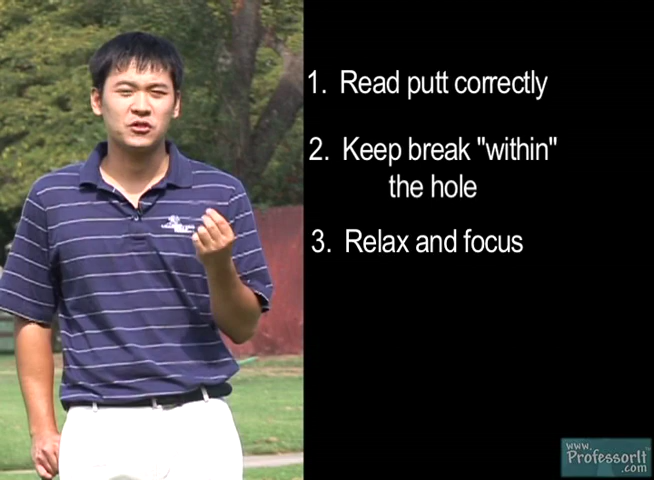 1. Read putt correctly
2. Keep break "within"
the hole
3. Relax and focus
www.
ProfessorIt
.com